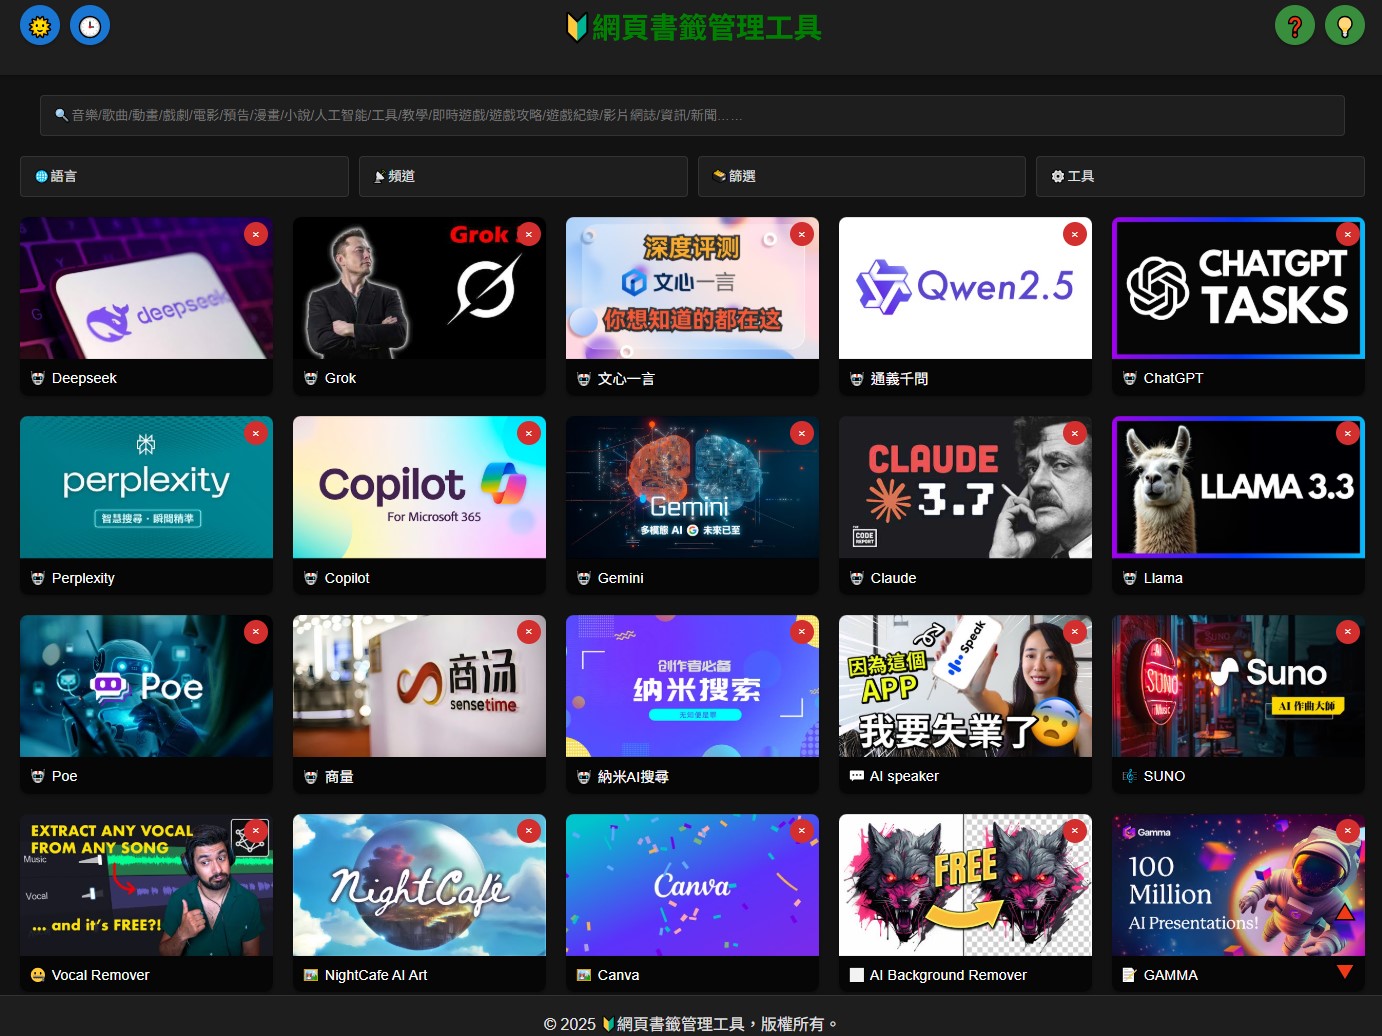 網頁書籤管理工具
音樂/歌曲/動畫/戲劇/電影/預告/漫畫/小說/人工智能/工具/教學/即時遊戲/遊戲攻略/遊戲紀錄/影片網誌/資訊/新聞……
語言
頻道
篩選
工具
deepseek
Grok
深度评测
文心一言
你想知道的都在这
Qwen2.5
CHATGPT
TASKS
Deepseek
Grok
文心一言
通義千問
ChatGPT
perplexity
智慧搜尋·瞬間精準
Copilot
For Microsoft 365
Gemini
多模態 AI G 未來已至
CLAUDE
3.7
THE
CODE
REPORT
LLAMA 3.3
Perplexity
Copilot
Gemini
Claude
Llama
Poe
商汤
sensetime
创作者必备
纳米搜索
因為這個
APP
Speak
我要失業了
SUNO
AI
SUNO
Music
Suno
AI 作曲大師
Poe
商量
納米AI搜尋
AI speaker
SUNO
EXTRACT ANY VOCAL
FROM ANY SONG
Music
Vocal
... and it's FREE?!
NightCafé
Canva
FREE
Gamma
100
Million
AI Presentations!
Vocal Remover
NightCafe AI Art
Canva
AI Background Remover
GAMMA
© 2025 網頁書籤管理工具，版權所有。